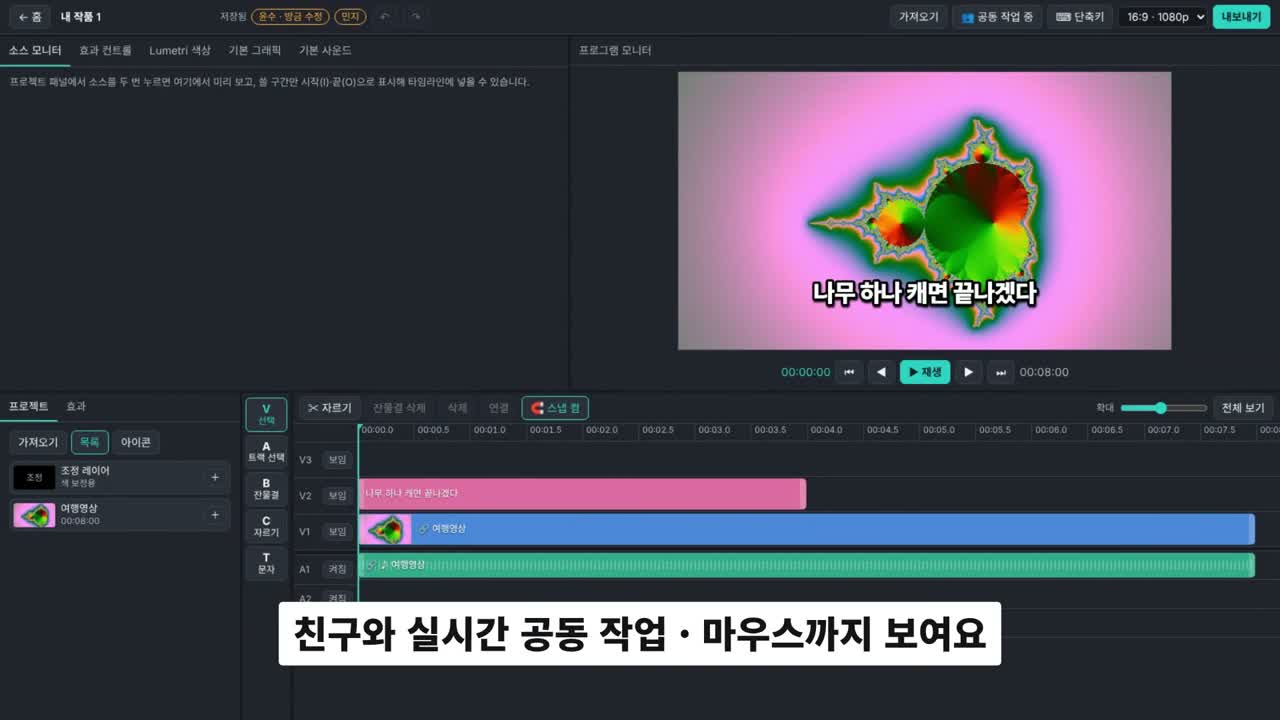 ← 홈 내 작품 1 저장됨 윤수 · 방금 수정 민지 가져오기 공동 작업 중 단축키 16:9 · 1080p 내보내기
소스 모니터 효과 컨트롤 Lumetri 색상 기본 그래픽 기본 사운드 프로그램 모니터
프로젝트 패널에서 소스를 두 번 누르면 여기에서 미리 보고, 쓸 구간만 시작(I)·끝(O)으로 표시해 타임라인에 넣을 수 있습니다.
나무 하나 캐면 끝나겠다
00:00:00 재생 00:08:00
프로젝트 효과 V 선택 자르기 잔물결 삭제 삭제 연결 스냅 켬 확대 전체 보기
00:00.0 00:00.5 00:01.0 00:01.5 00:02.0 00:02.5 00:03.0 00:03.5 00:04.0 00:04.5 00:05.0 00:05.5 00:06.0 00:06.5 00:07.0 00:07.5
가져오기 목록 아이콘
A 트랙 선택 V3 보임
조정 조정 레이어 +
색 보정용
B 잔물결 V2 보임 나무 하나 캐면 끝나겠다
여행영상 +
00:08:00
C 자르기 V1 보임 여행영상
T 문자 A1 켜짐 ♪ 여행영상
A2 켜짐
친구와 실시간 공동 작업 · 마우스까지 보여요